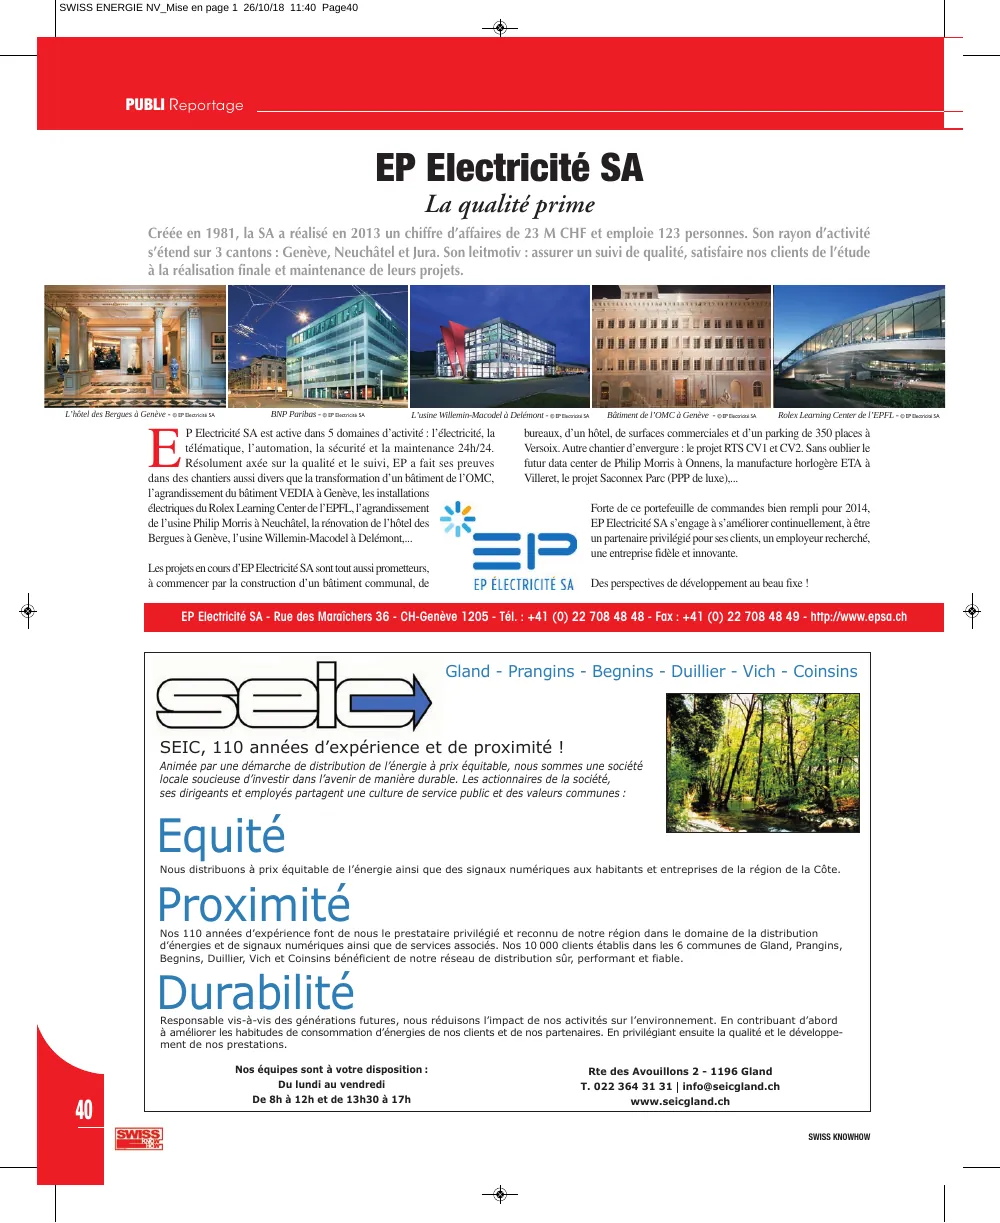 SWISS ENERGIE NV_Mise en page 1 26/10/18 11:40 Page40
PUBLI Reportage
EP Electricité SA
La qualité prime
Créée en 1981, la SA a réalisé en 2013 un chiffre d’affaires de 23 M CHF et emploie 123 personnes. Son rayon d’activité
s’étend sur 3 cantons : Genève, Neuchâtel et Jura. Son leitmotiv : assurer un suivi de qualité, satisfaire nos clients de l’étude
à la réalisation finale et maintenance de leurs projets.
L’hôtel des Bergues à Genève - © EP Electricité SA
BNP Paribas - © EP Electricité SA
L’usine Willemin-Macodel à Delémont - © EP Electricité SA
Bâtiment de l’OMC à Genève - © EP Electricité SA
Rolex Learning Center de l’EPFL - © EP Electricité SA
EP Electricité SA est active dans 5 domaines d’activité : l’électricité, la
télématique, l’automation, la sécurité et la maintenance 24h/24.
Résolument axée sur la qualité et le suivi, EP a fait ses preuves
dans des chantiers aussi divers que la transformation d’un bâtiment de l’OMC,
l’agrandissement du bâtiment VEDIA à Genève, les installations
électriques du Rolex Learning Center de l’EPFL, l’agrandissement
de l’usine Philip Morris à Neuchâtel, la rénovation de l’hôtel des
Bergues à Genève, l’usine Willemin-Macodel à Delémont,...
Les projets en cours d’EP Electricité SA sont tout aussi prometteurs,
à commencer par la construction d’un bâtiment communal, de
bureaux, d’un hôtel, de surfaces commerciales et d’un parking de 350 places à
Versoix. Autre chantier d’envergure : le projet RTS CV1 et CV2. Sans oublier le
futur data center de Philip Morris à Onnens, la manufacture horlogère ETA à
Villeret, le projet Saconnex Parc (PPP de luxe),...
Forte de ce portefeuille de commandes bien rempli pour 2014,
EP Electricité SA s’engage à s’améliorer continuellement, à être
un partenaire privilégié pour ses clients, un employeur recherché,
une entreprise fidèle et innovante.
Des perspectives de développement au beau fixe !
EP
EP ÉLECTRICITÉ SA
EP Electricité SA - Rue des Maraîchers 36 - CH-Genève 1205 - Tél. : +41 (0) 22 708 48 48 - Fax : +41 (0) 22 708 48 49 - http://www.epsa.ch
seic
Gland - Prangins - Begnins - Duillier - Vich - Coinsins
SEIC, 110 années d’expérience et de proximité !
Animée par une démarche de distribution de l’énergie à prix équitable, nous sommes une société
locale soucieuse d’investir dans l’avenir de manière durable. Les actionnaires de la société,
ses dirigeants et employés partagent une culture de service public et des valeurs communes :
Equité
Nous distribuons à prix équitable de l’énergie ainsi que des signaux numériques aux habitants et entreprises de la région de la Côte.
Proximité
Nos 110 années d’expérience font de nous le prestataire privilégié et reconnu de notre région dans le domaine de la distribution
d’énergies et de signaux numériques ainsi que de services associés. Nos 10 000 clients établis dans les 6 communes de Gland, Prangins,
Begnins, Duillier, Vich et Coinsins bénéficient de notre réseau de distribution sûr, performant et fiable.
Durabilité
Responsable vis-à-vis des générations futures, nous réduisons l’impact de nos activités sur l’environnement. En contribuant d’abord
à améliorer les habitudes de consommation d’énergies de nos clients et de nos partenaires. En privilégiant ensuite la qualité et le développe-
ment de nos prestations.
Nos équipes sont à votre disposition :
Du lundi au vendredi
De 8h à 12h et de 13h30 à 17h
Rte des Avouillons 2 - 1196 Gland
T. 022 364 31 31 | info@seicgland.ch
www.seicgland.ch
40
SWISS
KNOW
HOW
SWISS KNOWHOW